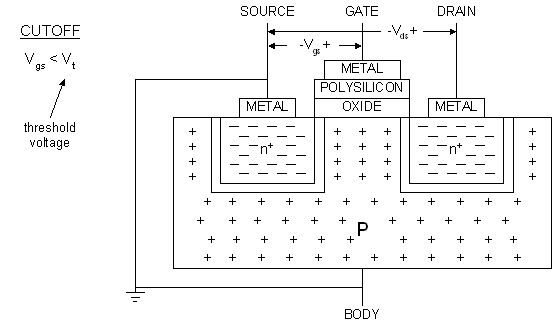 SOURCE GATE DRAIN
CUTOFF
-Vds+
Vgs < Vt
-Vgs+
METAL
POLYSILICON
METAL OXIDE METAL
threshold
voltage
n+ n+
P
BODY